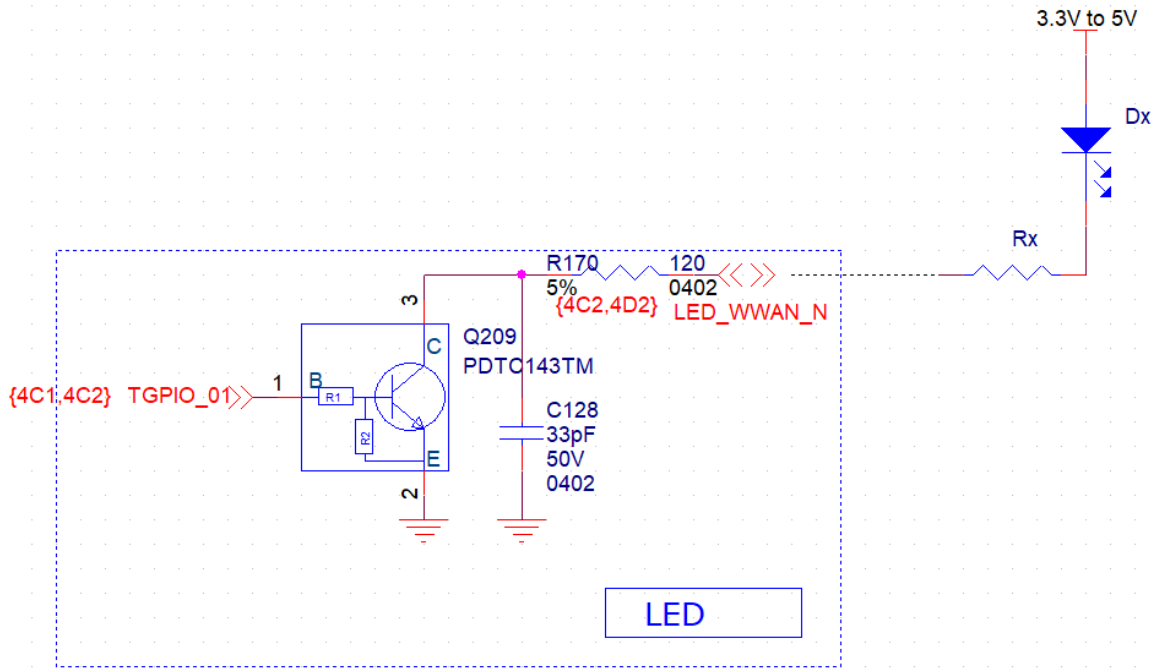 3.3V to 5V
Dx
Rx
R170 120
5% 0402
{4C2,4D2} LED_WWAN_N
3
C
Q209
PDTC143TM
{4C1,4C2} TGPIO_01 1 B
R1
R2
E
2
C128
33pF
50V
0402
LED